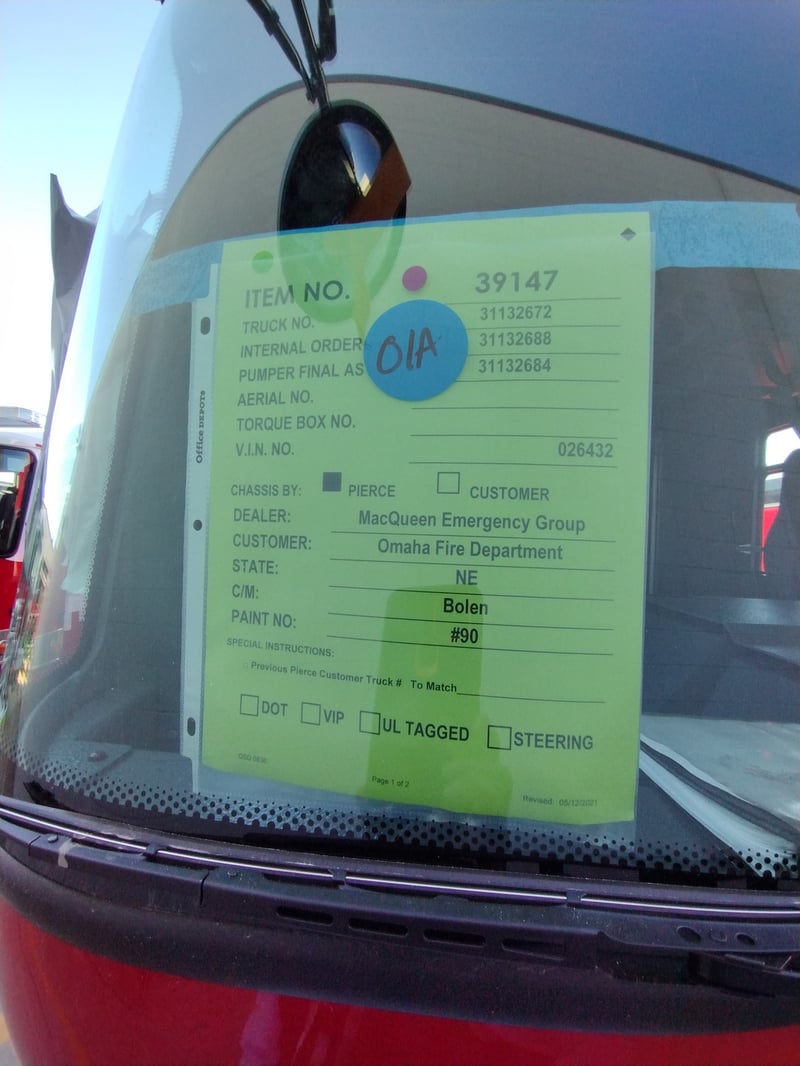 ITEM NO. 39147
TRUCK NO. 31132672
INTERNAL ORDER 31132688
PUMPER FINAL AS 31132684
OIA
AERIAL NO.
TORQUE BOX NO.
V.I.N. NO. 026432
CHASSIS BY: PIERCE CUSTOMER
DEALER: MacQueen Emergency Group
CUSTOMER: Omaha Fire Department
STATE: NE
C/M: Bolen
PAINT NO: #90
SPECIAL INSTRUCTIONS:
Previous Pierce Customer Truck # To Match
DOT VIP UL TAGGED STEERING
Page 1 of 2
Revised 05/12/2021
Office DEPOT